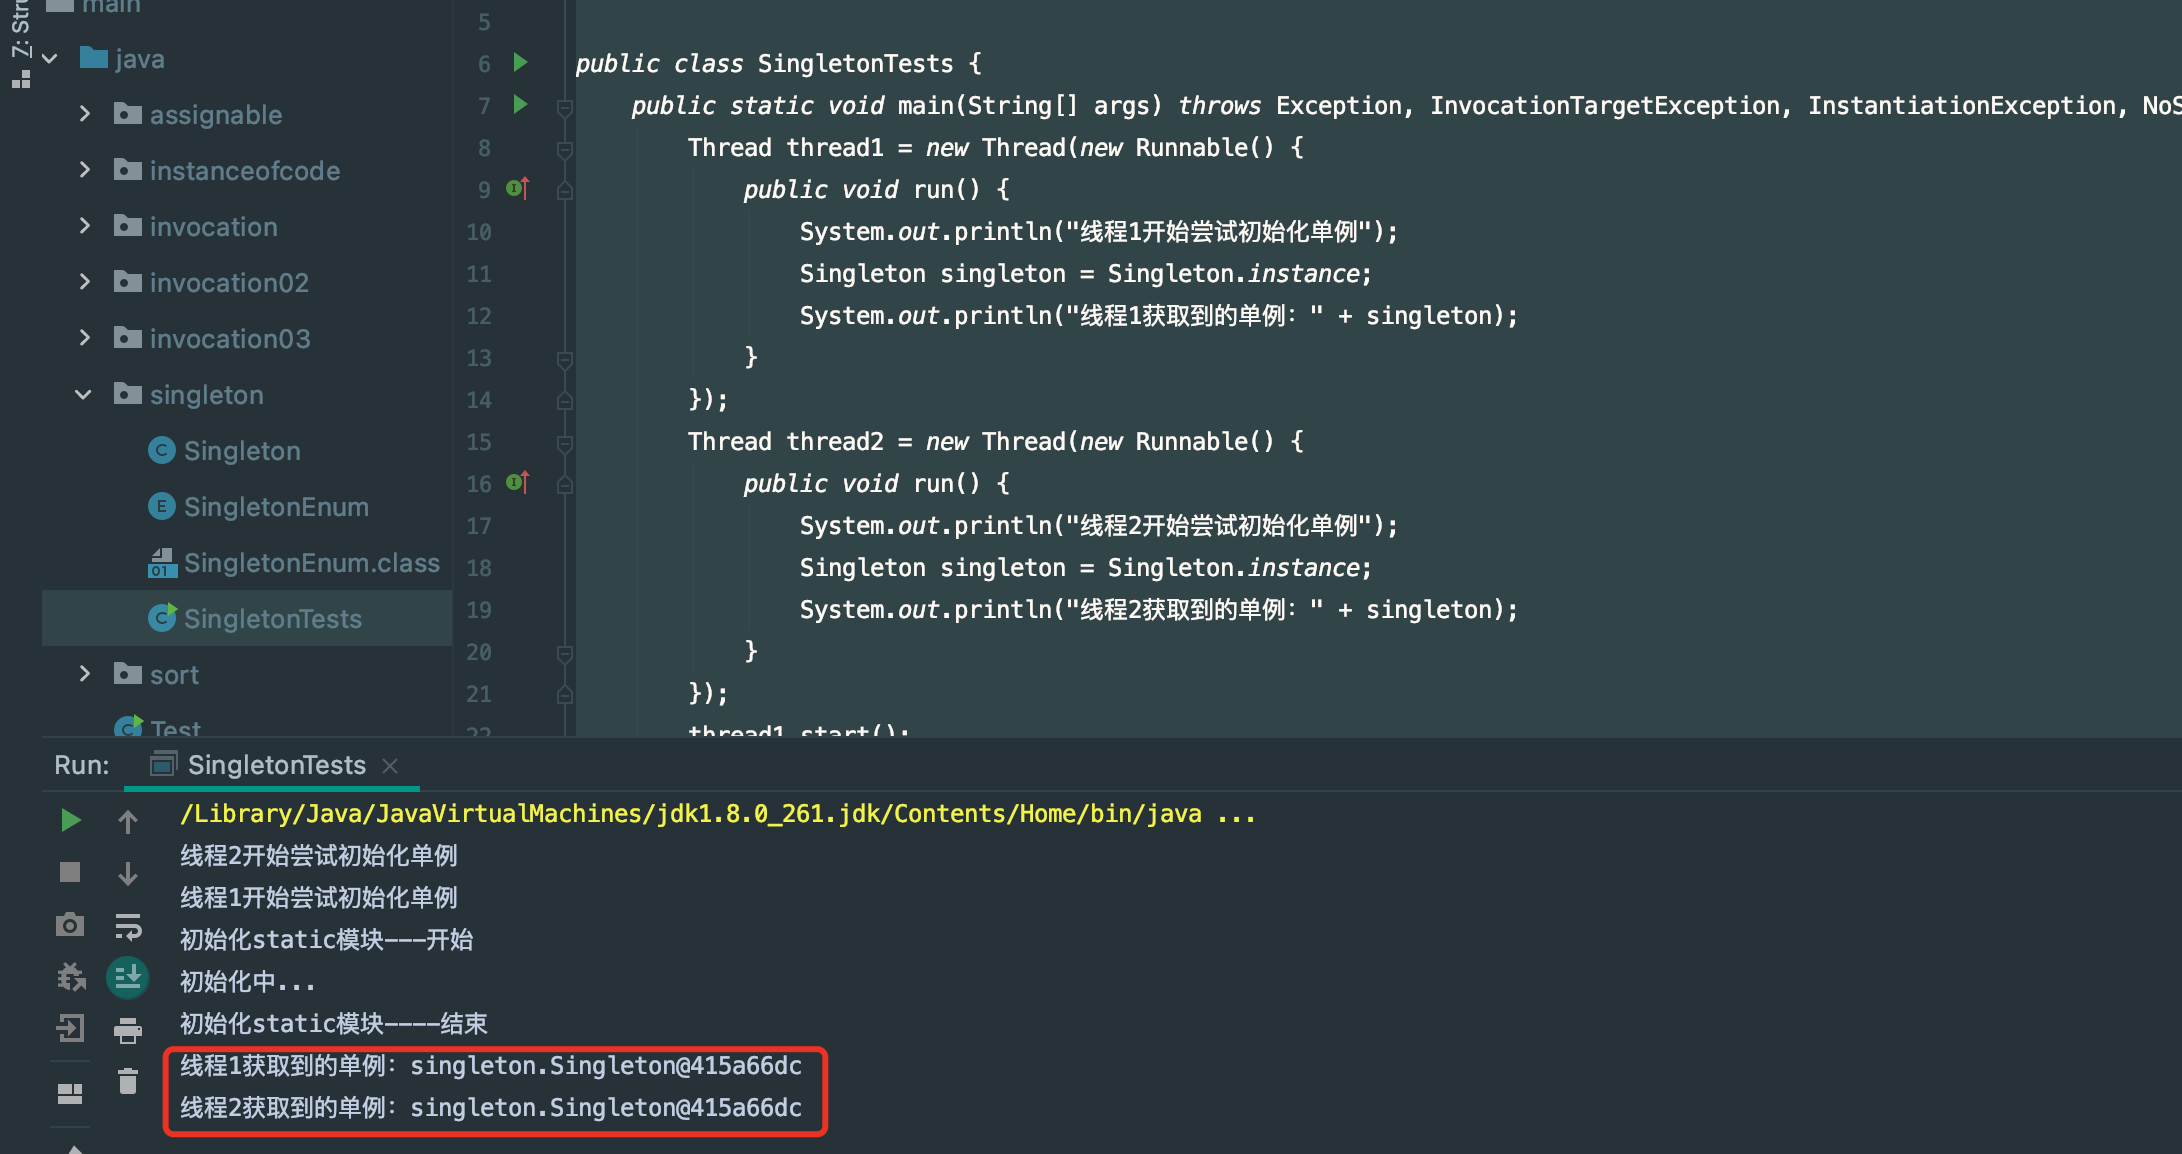 main
7: Stru
java
assignable
instanceofcode
invocation
invocation02
invocation03
singleton
Singleton
SingletonEnum
SingletonEnum.class
SingletonTests
sort
Test
5
6 public class SingletonTests {
7 public static void main(String[] args) throws Exception, InvocationTargetException, InstantiationException, NoS
8 Thread thread1 = new Thread(new Runnable() {
9 public void run() {
10 System.out.println("线程1开始尝试初始化单例");
11 Singleton singleton = Singleton.instance;
12 System.out.println("线程1获取到的单例：" + singleton);
13 }
14 });
15 Thread thread2 = new Thread(new Runnable() {
16 public void run() {
17 System.out.println("线程2开始尝试初始化单例");
18 Singleton singleton = Singleton.instance;
19 System.out.println("线程2获取到的单例：" + singleton);
20 }
21 });
22 thread1.start();
Run: SingletonTests
/Library/Java/JavaVirtualMachines/jdk1.8.0_261.jdk/Contents/Home/bin/java ...
线程2开始尝试初始化单例
线程1开始尝试初始化单例
初始化static模块---开始
初始化中...
初始化static模块----结束
线程1获取到的单例：singleton.Singleton@415a66dc
线程2获取到的单例：singleton.Singleton@415a66dc